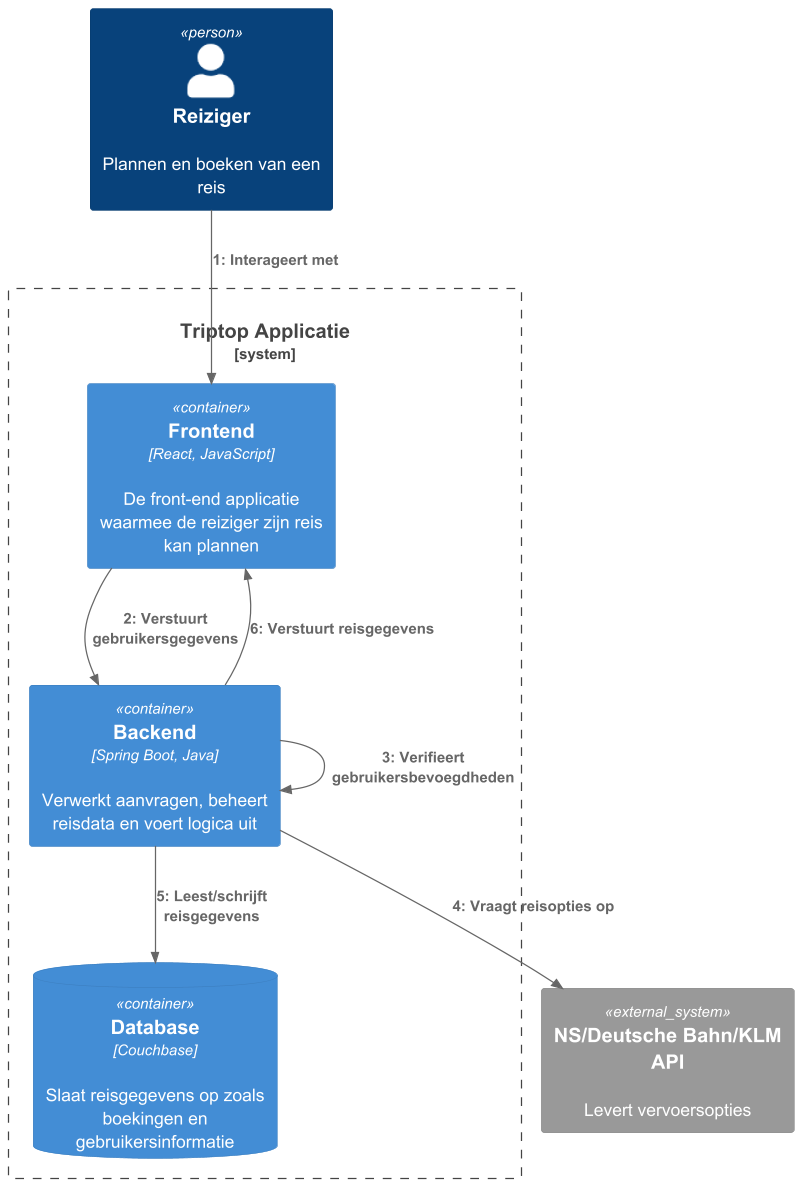 «person»
Reiziger
Plannen en boeken van een
reis
1: Interageert met
Triptop Applicatie
[system]
«container»
Frontend
[React, JavaScript]
De front-end applicatie
waarmee de reiziger zijn reis
kan plannen
2: Verstuurt
gebruikersgegevens
6: Verstuurt reisgegevens
«container»
Backend
[Spring Boot, Java]
Verwerkt aanvragen, beheert
reisdata en voert logica uit
3: Verifieert
gebruikersbevoegdheden
5: Leest/schrijft
reisgegevens
4: Vraagt reisopties op
«container»
Database
[Couchbase]
Slaat reisgegevens op zoals
boekingen en
gebruikersinformatie
«external_system»
NS/Deutsche Bahn/KLM
API
Levert vervoersopties